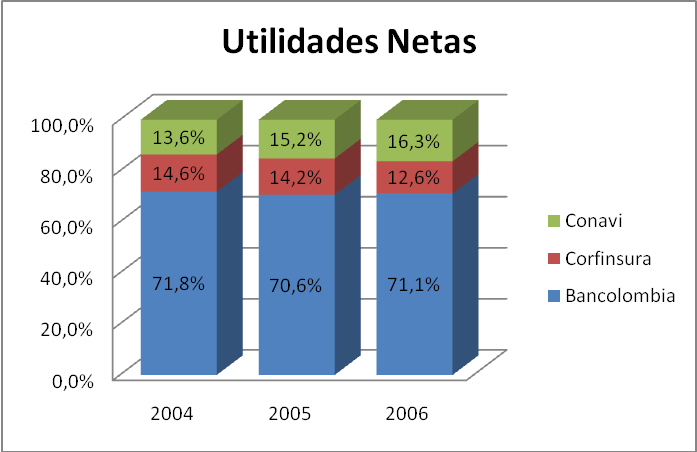 Utilidades Netas
100,0%
80,0%
60,0%
40,0%
20,0%
0,0%
13,6% 15,2% 16,3%
14,6% 14,2% 12,6%
71,8% 70,6% 71,1%
2004 2005 2006
Conavi
Corfinsura
Bancolombia